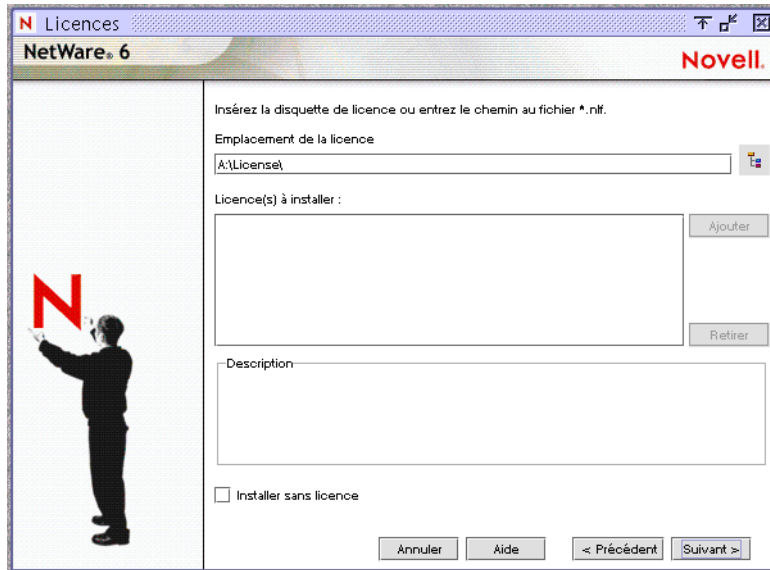 N Licences
NetWare® 6
Novell.
Insérez la disquette de licence ou entrez le chemin au fichier *.nlf.
Emplacement de la licence
A:\License\
Licence(s) à installer :
Ajouter
Retirer
Description
N
Installer sans licence
Annuler Aide < Précédent Suivant >